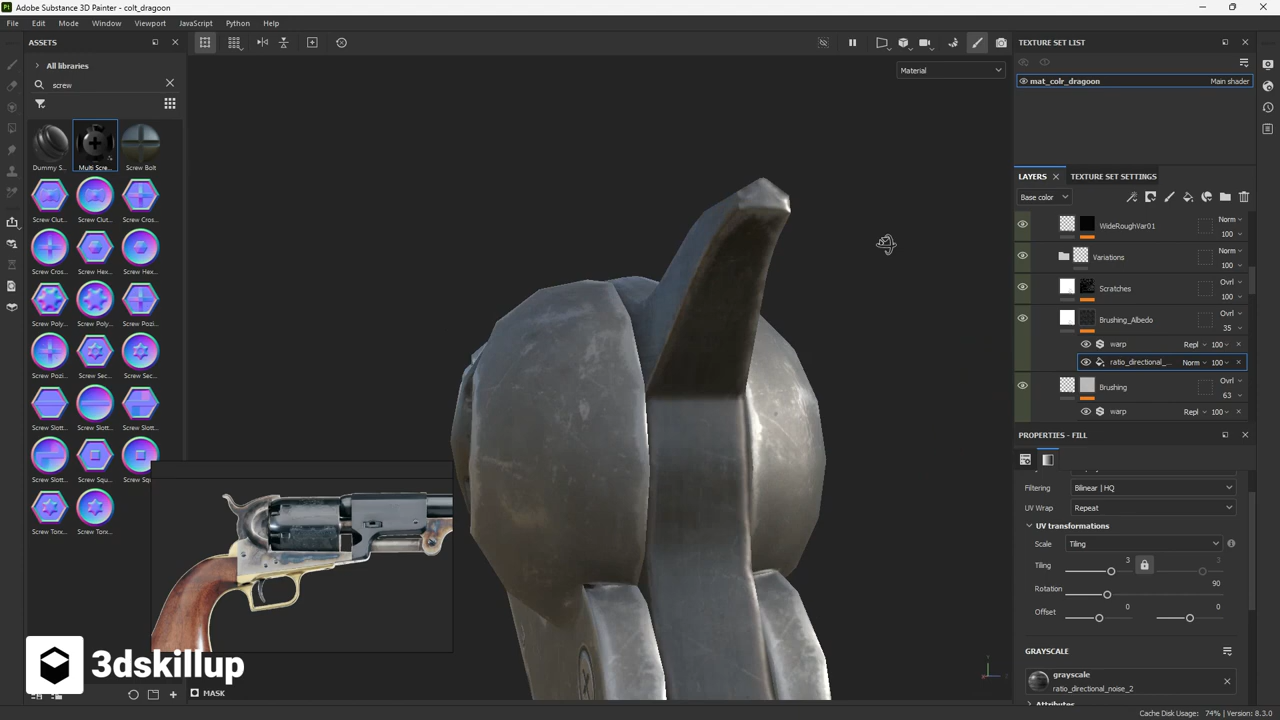 Adobe Substance 3D Painter - colt_dragoon
File Edit Mode Window Viewport JavaScript Python Help
ASSETS
All libraries
screw
Dummy S... Multi Scre... Screw Bolt
Screw Clut... Screw Clut... Screw Cros...
Screw Cros... Screw Hex... Screw Hex...
Screw Poly... Screw Poly... Screw Pozi...
Screw Pozi... Screw Sec... Screw Sec...
Screw Slott... Screw Slott... Screw Slott...
Screw Slott... Screw Squ... Screw Sq
Screw Torx... Screw Torx...
Material
MASK
3dskillup
TEXTURE SET LIST
mat_colr_dragoon Main shader
LAYERS TEXTURE SET SETTINGS
Base color
WideRoughVar01 Norm 100
Variations Norm 100
Scratches Ovrl 100
Brushing_Albedo Ovrl 35
warp Repl 100
ratio_directional_... Norm 100
Brushing Ovrl 63
warp Repl 100
PROPERTIES - FILL
Filtering Bilinear | HQ
UV Wrap Repeat
UV transformations
Scale Tiling
Tiling 3
Rotation 90
Offset 0 0
GRAYSCALE
grayscale
ratio_directional_noise_2
Attributes
Cache Disk Usage: 74% | Version: 8.3.0